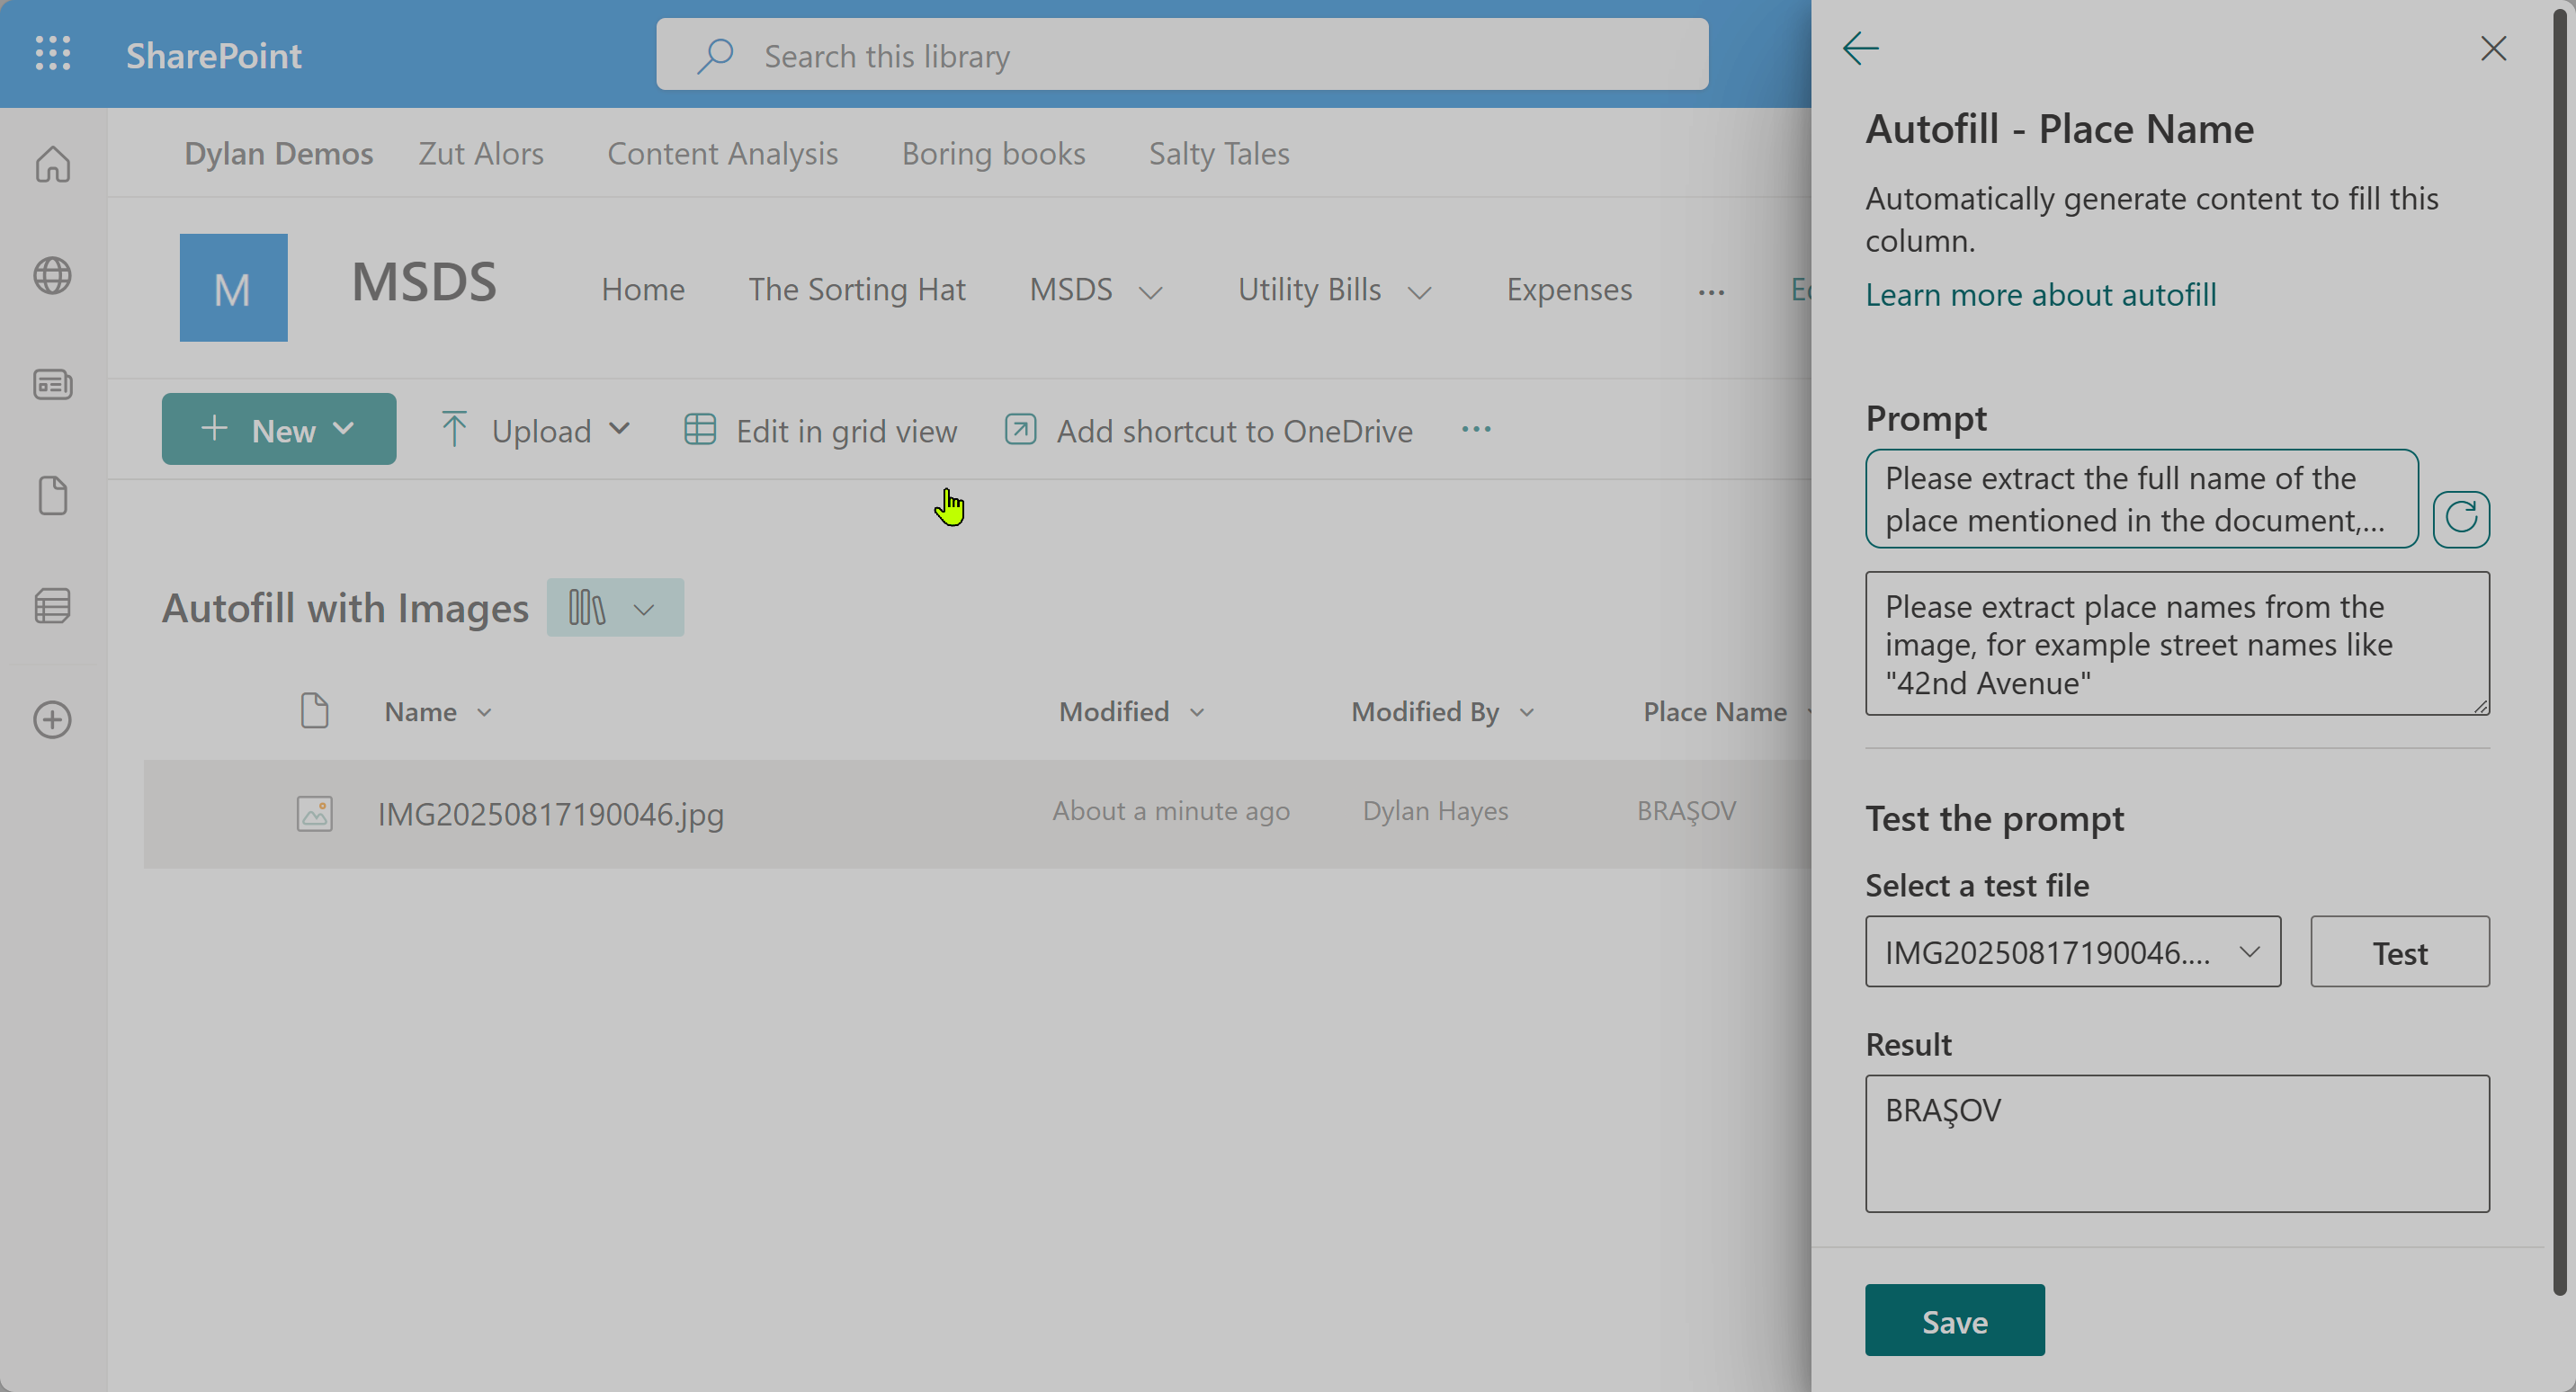 SharePoint
Search this library
Dylan Demos Zut Alors Content Analysis Boring books Salty Tales
M
MSDS
Home The Sorting Hat MSDS Utility Bills Expenses ...
New Upload Edit in grid view Add shortcut to OneDrive ...
Autofill with Images
Name Modified Modified By Place Name
IMG20250817190046.jpg About a minute ago Dylan Hayes BRAŞOV
Autofill - Place Name
Automatically generate content to fill this
column.
Learn more about autofill
Prompt
Please extract the full name of the
place mentioned in the document,...
Please extract place names from the
image, for example street names like
"42nd Avenue"
Test the prompt
Select a test file
IMG20250817190046.... Test
Result
BRAŞOV
Save